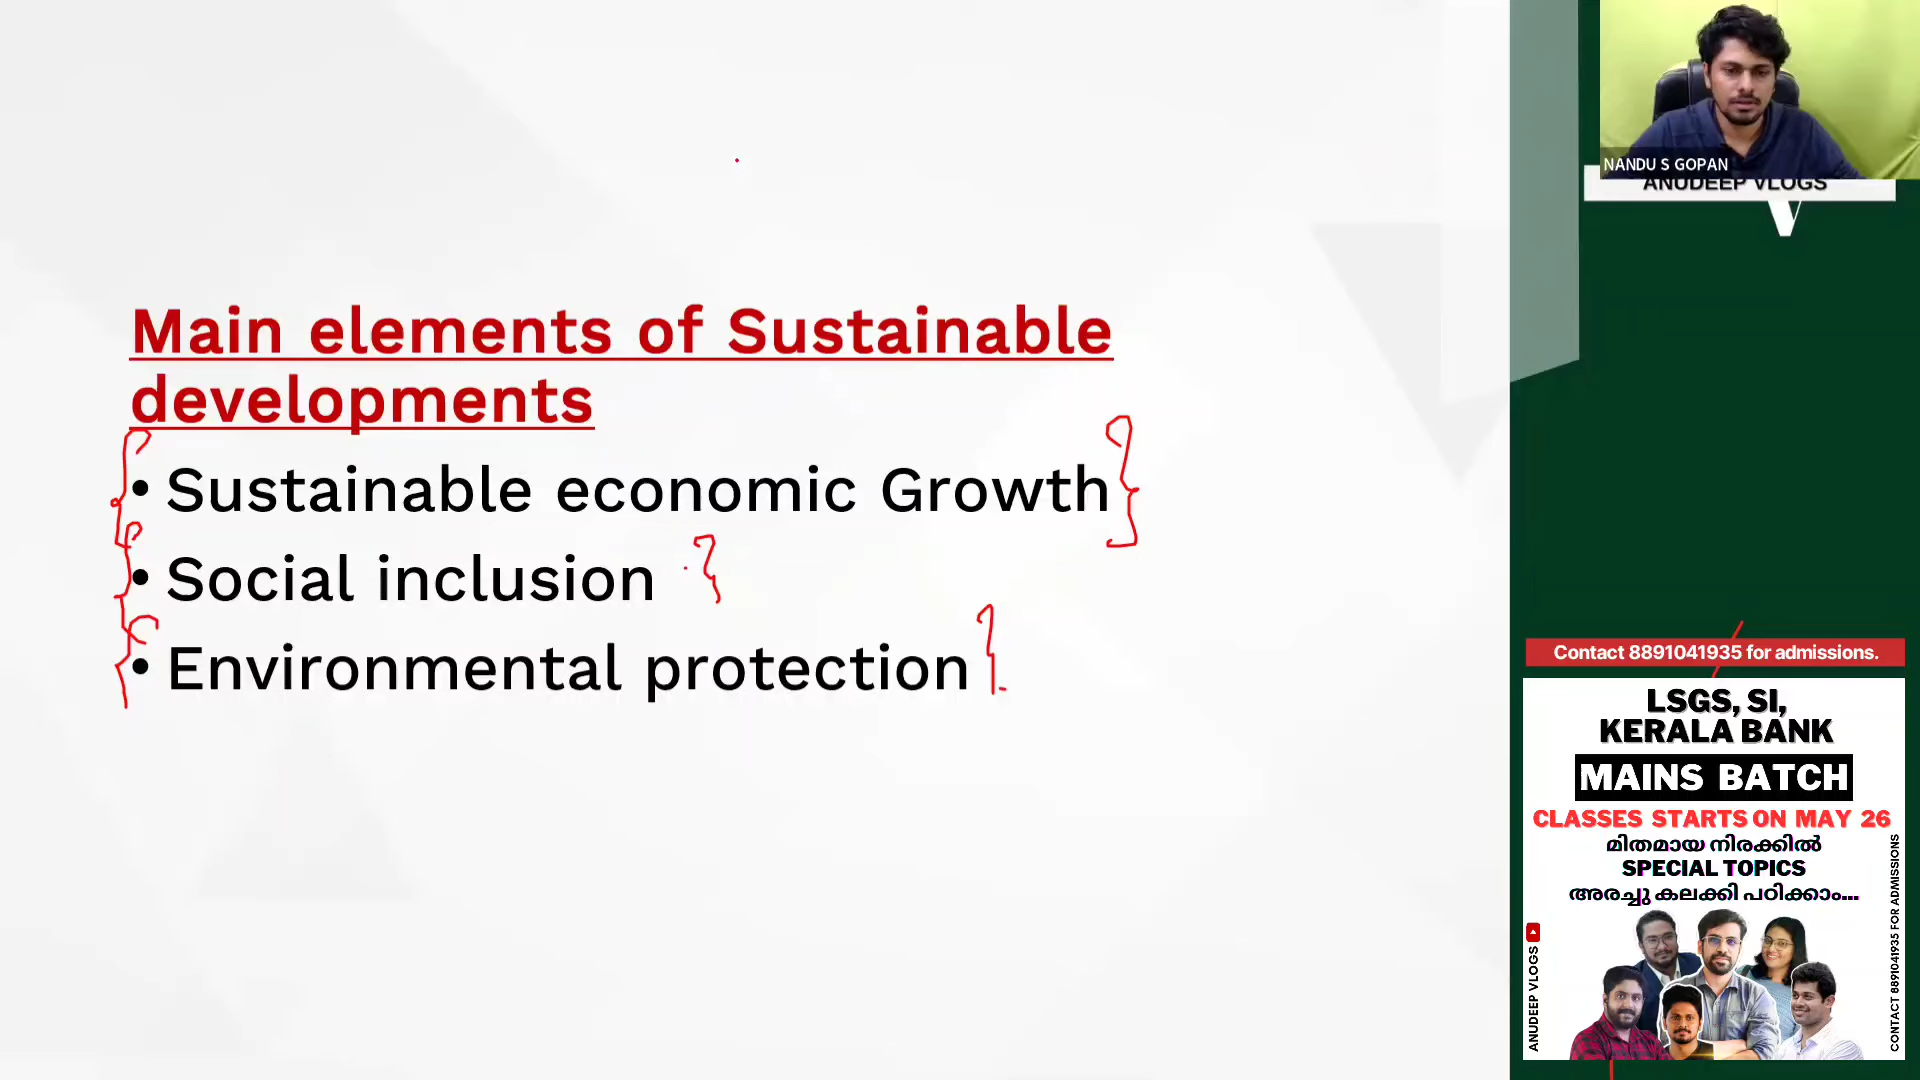 NANDU S GOPAN
ANUDEEP VLOGS
Main elements of Sustainable
developments
• Sustainable economic Growth
• Social inclusion
• Environmental protection
Contact 8891041935 for admissions.
LSGS, SI,
KERALA BANK
MAINS BATCH
CLASSES STARTS ON MAY 26
മിതമായ നിരക്കിൽ
SPECIAL TOPICS
അരച്ചു കലക്കി പഠിക്കാം...
ANUDEEP VLOGS
CONTACT 8891041935 FOR ADMISSIONS